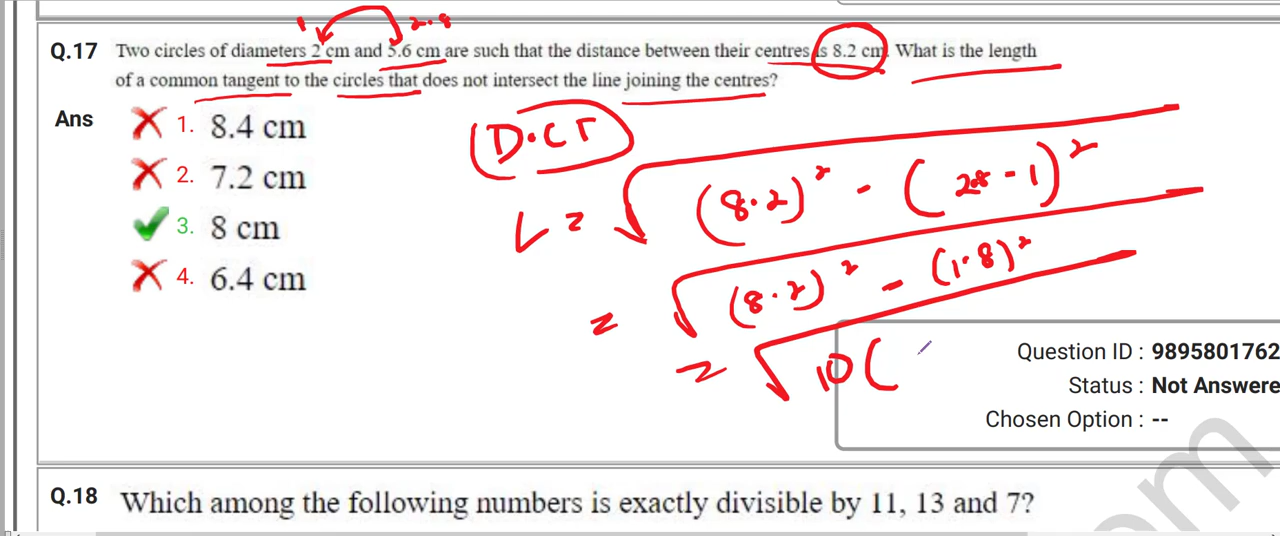 1 2.8
Q.17 Two circles of diameters 2 cm and 5.6 cm are such that the distance between their centres is 8.2 cm. What is the length
of a common tangent to the circles that does not intersect the line joining the centres?
Ans
1. 8.4 cm
2. 7.2 cm
3. 8 cm
4. 6.4 cm
D.CT
L = √(8.2)² - (2.8 - 1)²
= √(8.2)² - (1.8)²
= √10 (
Question ID : 9895801762
Status : Not Answere
Chosen Option : --
om
Q.18 Which among the following numbers is exactly divisible by 11, 13 and 7?